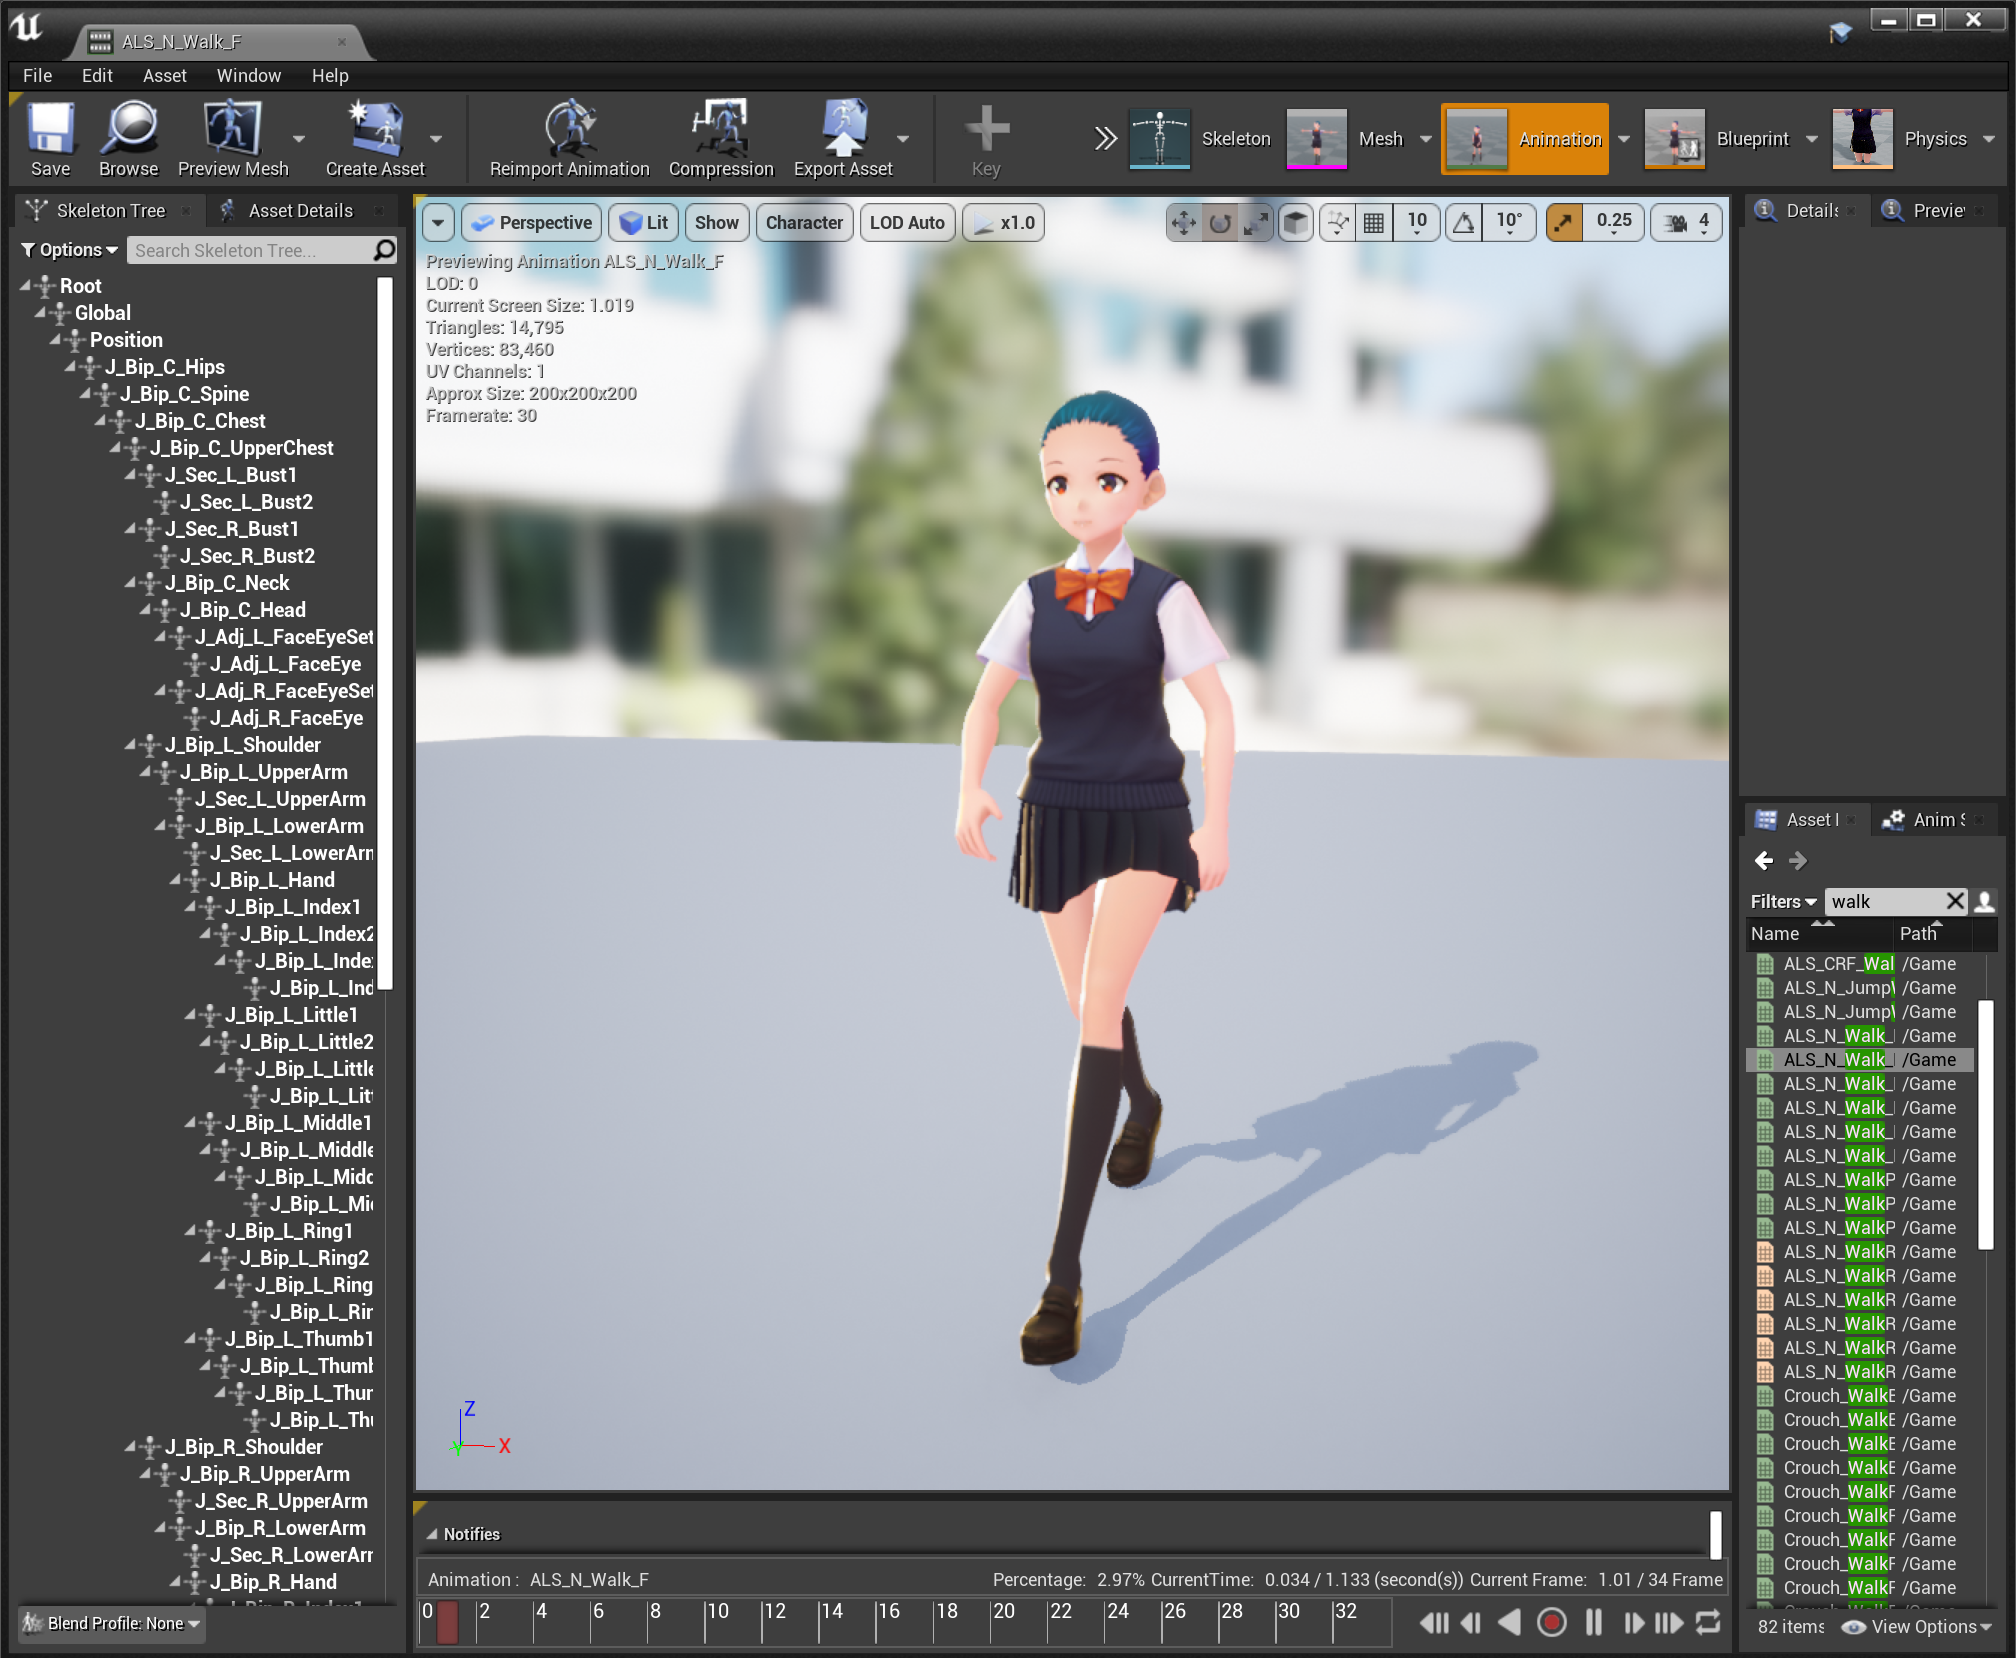 ALS_N_Walk_F
File Edit Asset Window Help
Save Browse Preview Mesh Create Asset Reimport Animation Compression Export Asset Key Skeleton Mesh Animation Blueprint Physics
Skeleton Tree Asset Details
Options Search Skeleton Tree...
Root
Global
Position
J_Bip_C_Hips
J_Bip_C_Spine
J_Bip_C_Chest
J_Bip_C_UpperChest
J_Sec_L_Bust1
J_Sec_L_Bust2
J_Sec_R_Bust1
J_Sec_R_Bust2
J_Bip_C_Neck
J_Bip_C_Head
J_Adj_L_FaceEyeSet
J_Adj_L_FaceEye
J_Adj_R_FaceEyeSet
J_Adj_R_FaceEye
J_Bip_L_Shoulder
J_Bip_L_UpperArm
J_Sec_L_UpperArm
J_Bip_L_LowerArm
J_Sec_L_LowerArm
J_Bip_L_Hand
J_Bip_L_Index1
J_Bip_L_Index2
J_Bip_L_Inde
J_Bip_L_Ind
J_Bip_L_Little1
J_Bip_L_Little2
J_Bip_L_Little
J_Bip_L_Lit
J_Bip_L_Middle1
J_Bip_L_Middle
J_Bip_L_Midd
J_Bip_L_Mi
J_Bip_L_Ring1
J_Bip_L_Ring2
J_Bip_L_Ring
J_Bip_L_Rin
J_Bip_L_Thumb1
J_Bip_L_Thumb
J_Bip_L_Thum
J_Bip_L_Thu
J_Bip_R_Shoulder
J_Bip_R_UpperArm
J_Sec_R_UpperArm
J_Bip_R_LowerArm
J_Sec_R_LowerArm
J_Bip_R_Hand
Blend Profile: None
Perspective Lit Show Character LOD Auto x1.0 10 10° 0.25 4
Previewing Animation ALS_N_Walk_F
LOD: 0
Current Screen Size: 1.019
Triangles: 14,795
Vertices: 83,460
UV Channels: 1
Approx Size: 200x200x200
Framerate: 30
Z
Y X
Notifies
Animation : ALS_N_Walk_F Percentage: 2.97% CurrentTime: 0.034 / 1.133 (second(s)) Current Frame: 1.01 / 34 Frame
0 2 4 6 8 10 12 14 16 18 20 22 24 26 28 30 32
Details Previe
Asset Anim
Filters walk
Name Path
ALS_CRF_Wal /Game
ALS_N_Jump /Game
ALS_N_Jump /Game
ALS_N_Walk_ /Game
ALS_N_Walk_ /Game
ALS_N_Walk_ /Game
ALS_N_Walk_ /Game
ALS_N_Walk_ /Game
ALS_N_Walk_ /Game
ALS_N_WalkP /Game
ALS_N_WalkP /Game
ALS_N_WalkP /Game
ALS_N_WalkR /Game
ALS_N_WalkR /Game
ALS_N_WalkR /Game
ALS_N_WalkR /Game
ALS_N_WalkR /Game
ALS_N_WalkR /Game
Crouch_WalkB /Game
Crouch_WalkB /Game
Crouch_WalkB /Game
Crouch_WalkB /Game
Crouch_WalkF /Game
Crouch_WalkF /Game
Crouch_WalkF /Game
Crouch_WalkF /Game
Crouch_WalkF /Game
82 items View Options